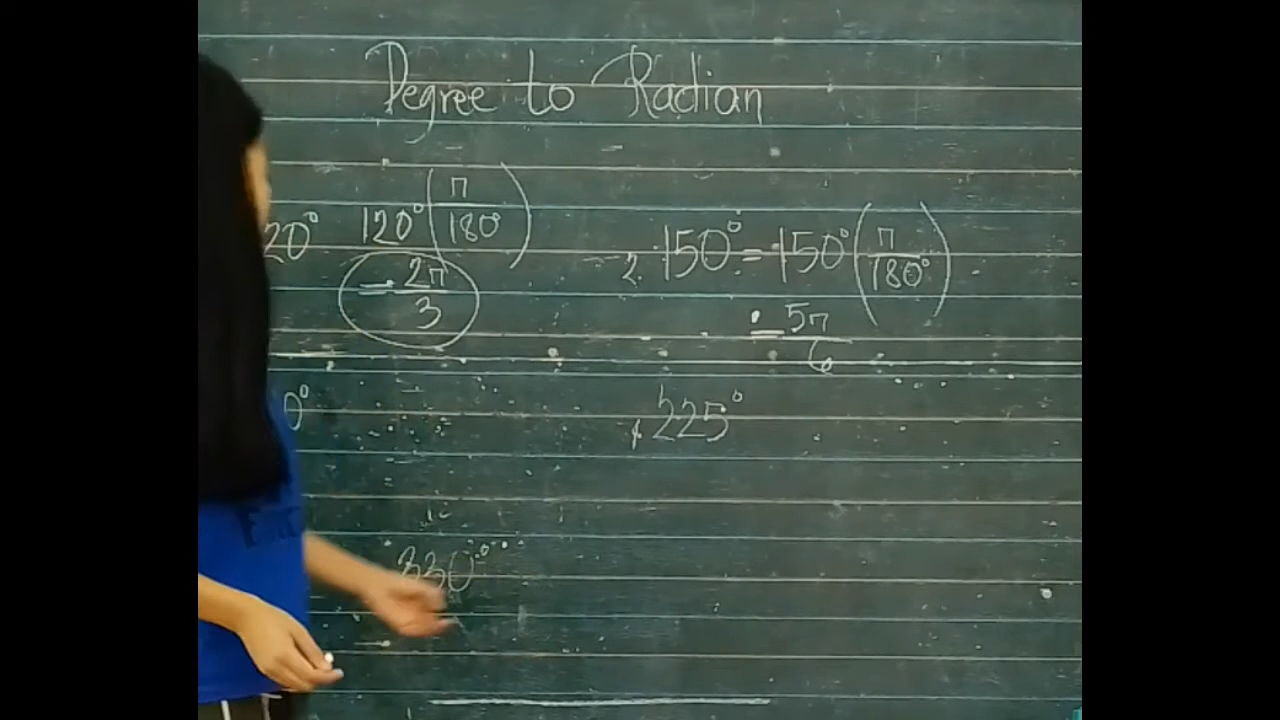 Degree to Radian
20° 120° (π/180°)
= 2π/3
2. 150° = 150° (π/180°)
= 5π/6
0°
225°
330°